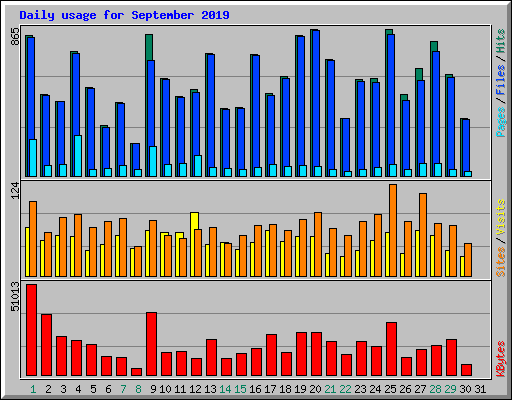 Daily usage for September 2019
865
Pages / Files / Hits
124
Sites / Visits
51013
KBytes
1 2 3 4 5 6 7 8 9 10 11 12 13 14 15 16 17 18 19 20 21 22 23 24 25 26 27 28 29 30 31